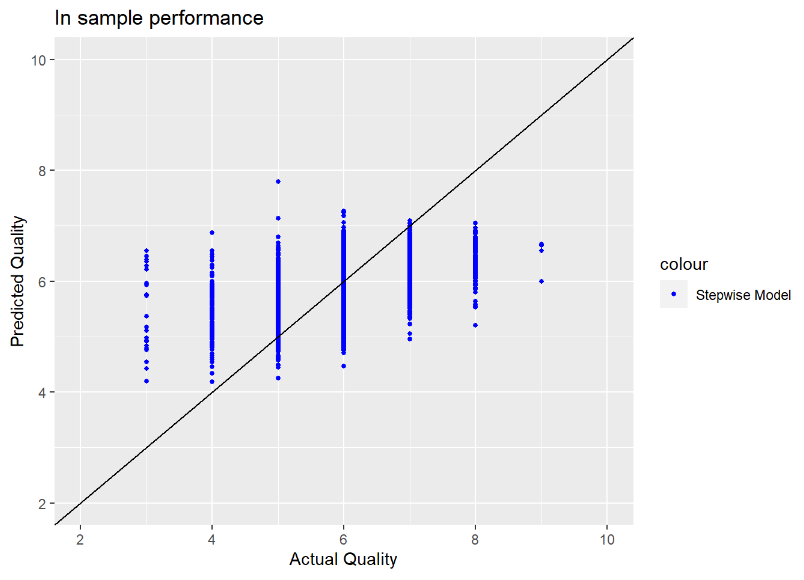 In sample performance
10
8
6
4
2
Predicted Quality
2 4 6 8 10
Actual Quality
colour
Stepwise Model